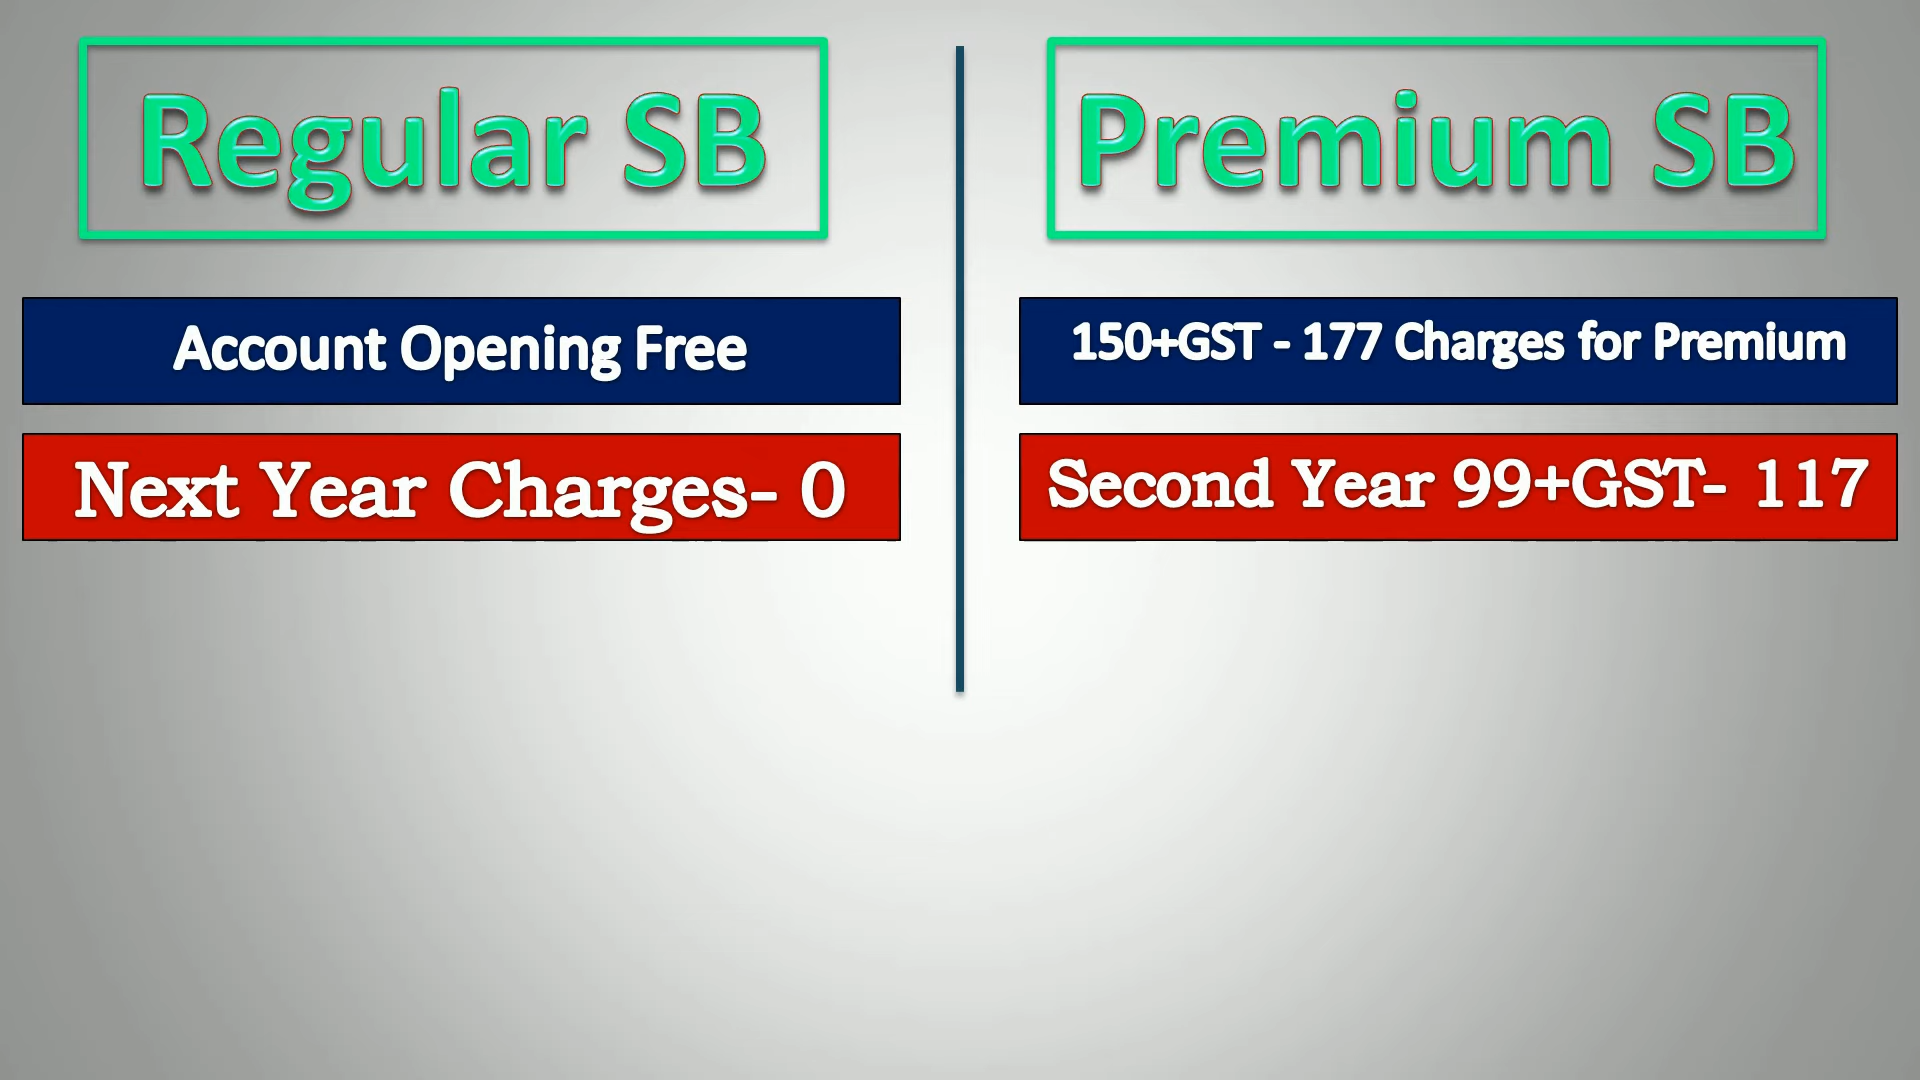 Regular SB
Account Opening Free
Next Year Charges- 0
Premium SB
150+GST - 177 Charges for Premium
Second Year 99+GST- 117